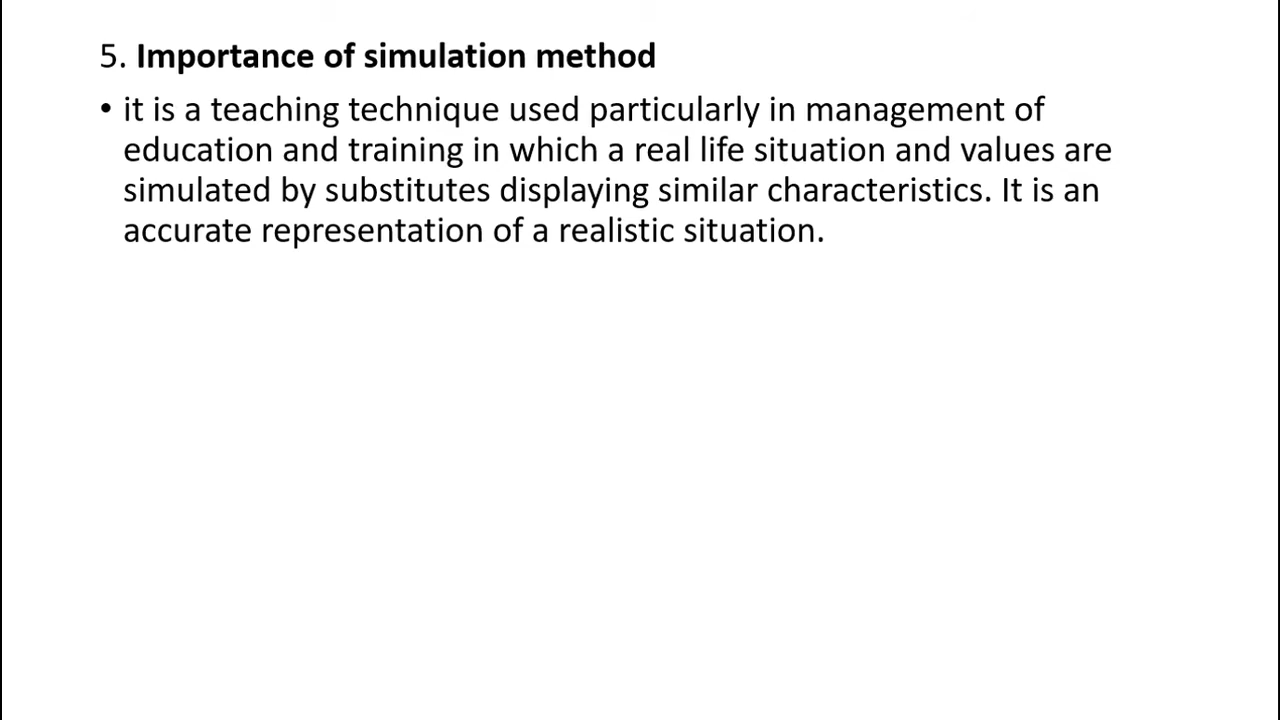 5. Importance of simulation method
• it is a teaching technique used particularly in management of
education and training in which a real life situation and values are
simulated by substitutes displaying similar characteristics. It is an
accurate representation of a realistic situation.